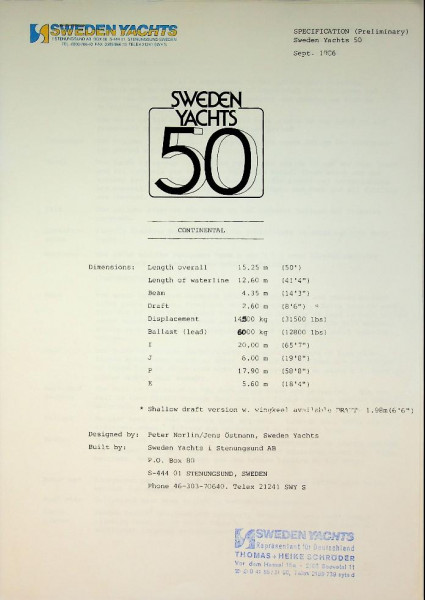 SWEDEN YACHTS
SPECIFICATION (Preliminary)
Sweden Yachts 50
Sept. 1986
SWEDEN
YACHTS
50
CONTINENTAL
Dimensions: Length overall 15.25 m (50')
Length of waterline 12.60 m (41'4")
Beam 4.35 m (14'3")
Draft 2.60 m (8'6") *
Displacement 14500 kg (31500 lbs)
Ballast (lead) 6000 kg (12800 lbs)
I 20,00 m (65'7")
J 6.00 m (19'8")
P 17.90 m (58'8")
E 5.60 m (18'4")
* Shallow draft version w. wingkeel available DRAFT 1.98m(6'6")
Designed by: Peter Norlin/Jens Östmann, Sweden Yachts
Built by: Sweden Yachts i Stenungsund AB
P.O. Box 80
S-444 01 STENUNGSUND, SWEDEN
Phone 46-303-70640. Telex 21241 SWY S
SWEDEN YACHTS
Repräsentant für Deutschland
THOMAS + HEIKE SCHRÖDER